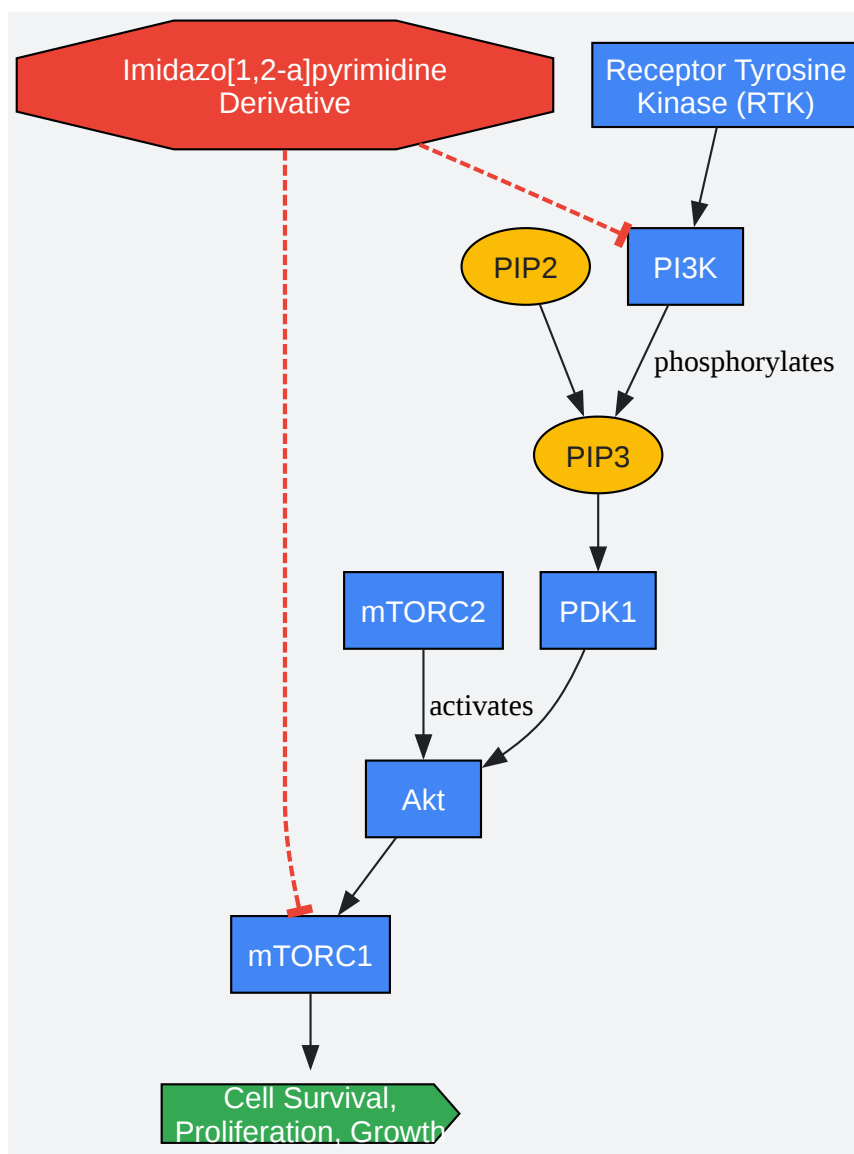 Imidazo[1,2-a]pyrimidine
Derivative
Receptor Tyrosine
Kinase (RTK)
PIP2
PI3K
phosphorylates
PIP3
mTORC2
PDK1
activates
Akt
mTORC1
Cell Survival,
Proliferation, Growth